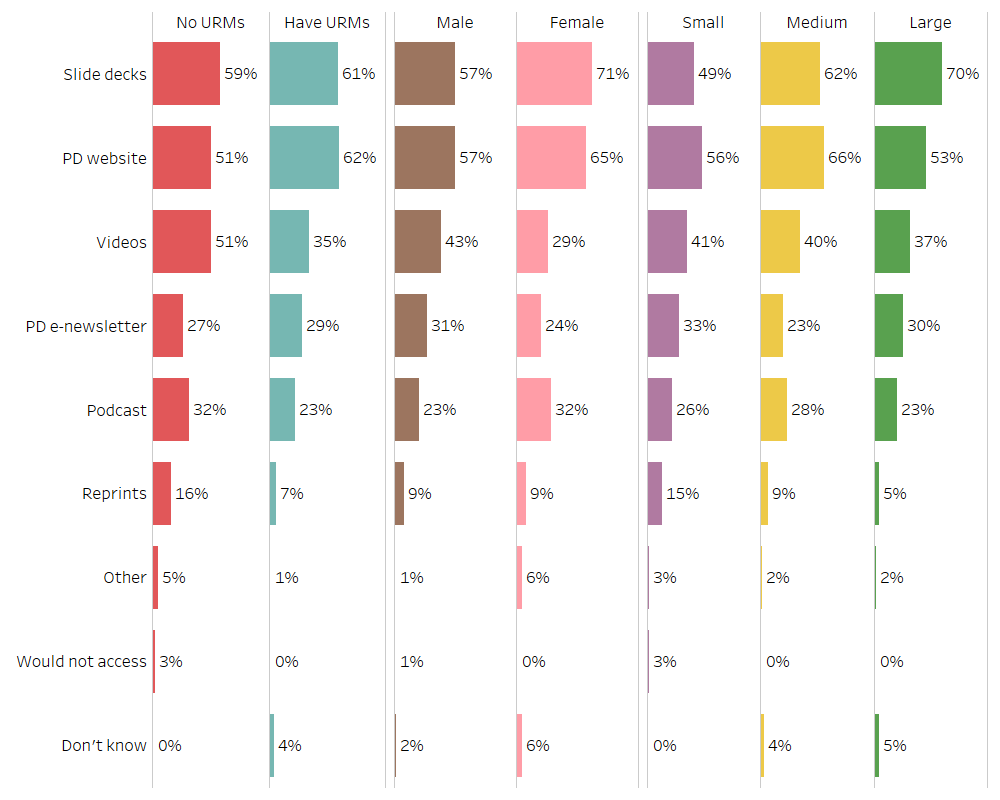 No URMs Have URMs Male Female Small Medium Large
Slide decks 59% 61% 57% 71% 49% 62% 70%
PD website 51% 62% 57% 65% 56% 66% 53%
Videos 51% 35% 43% 29% 41% 40% 37%
PD e-newsletter 27% 29% 31% 24% 33% 23% 30%
Podcast 32% 23% 23% 32% 26% 28% 23%
Reprints 16% 7% 9% 9% 15% 9% 5%
Other 5% 1% 1% 6% 3% 2% 2%
Would not access 3% 0% 1% 0% 3% 0% 0%
Don’t know 0% 4% 2% 6% 0% 4% 5%